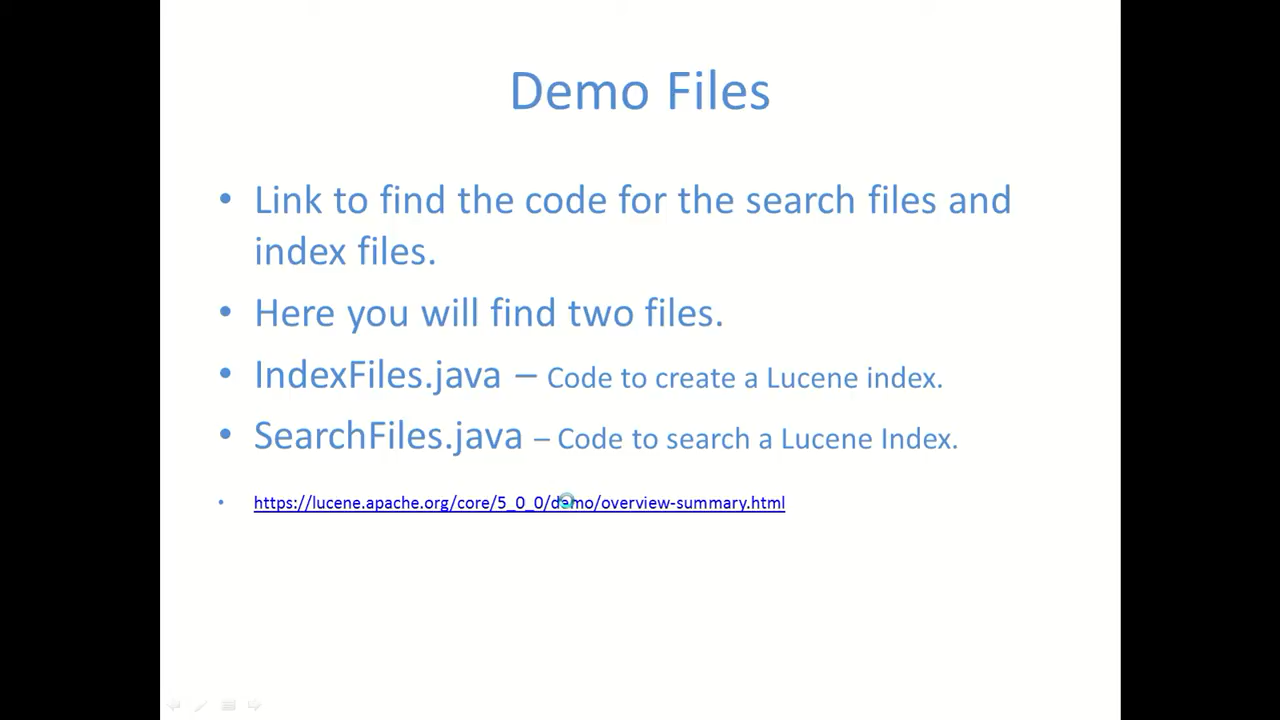 Demo Files
• Link to find the code for the search files and
index files.
• Here you will find two files.
• IndexFiles.java – Code to create a Lucene index.
• SearchFiles.java – Code to search a Lucene Index.
• https://lucene.apache.org/core/5_0_0/demo/overview-summary.html